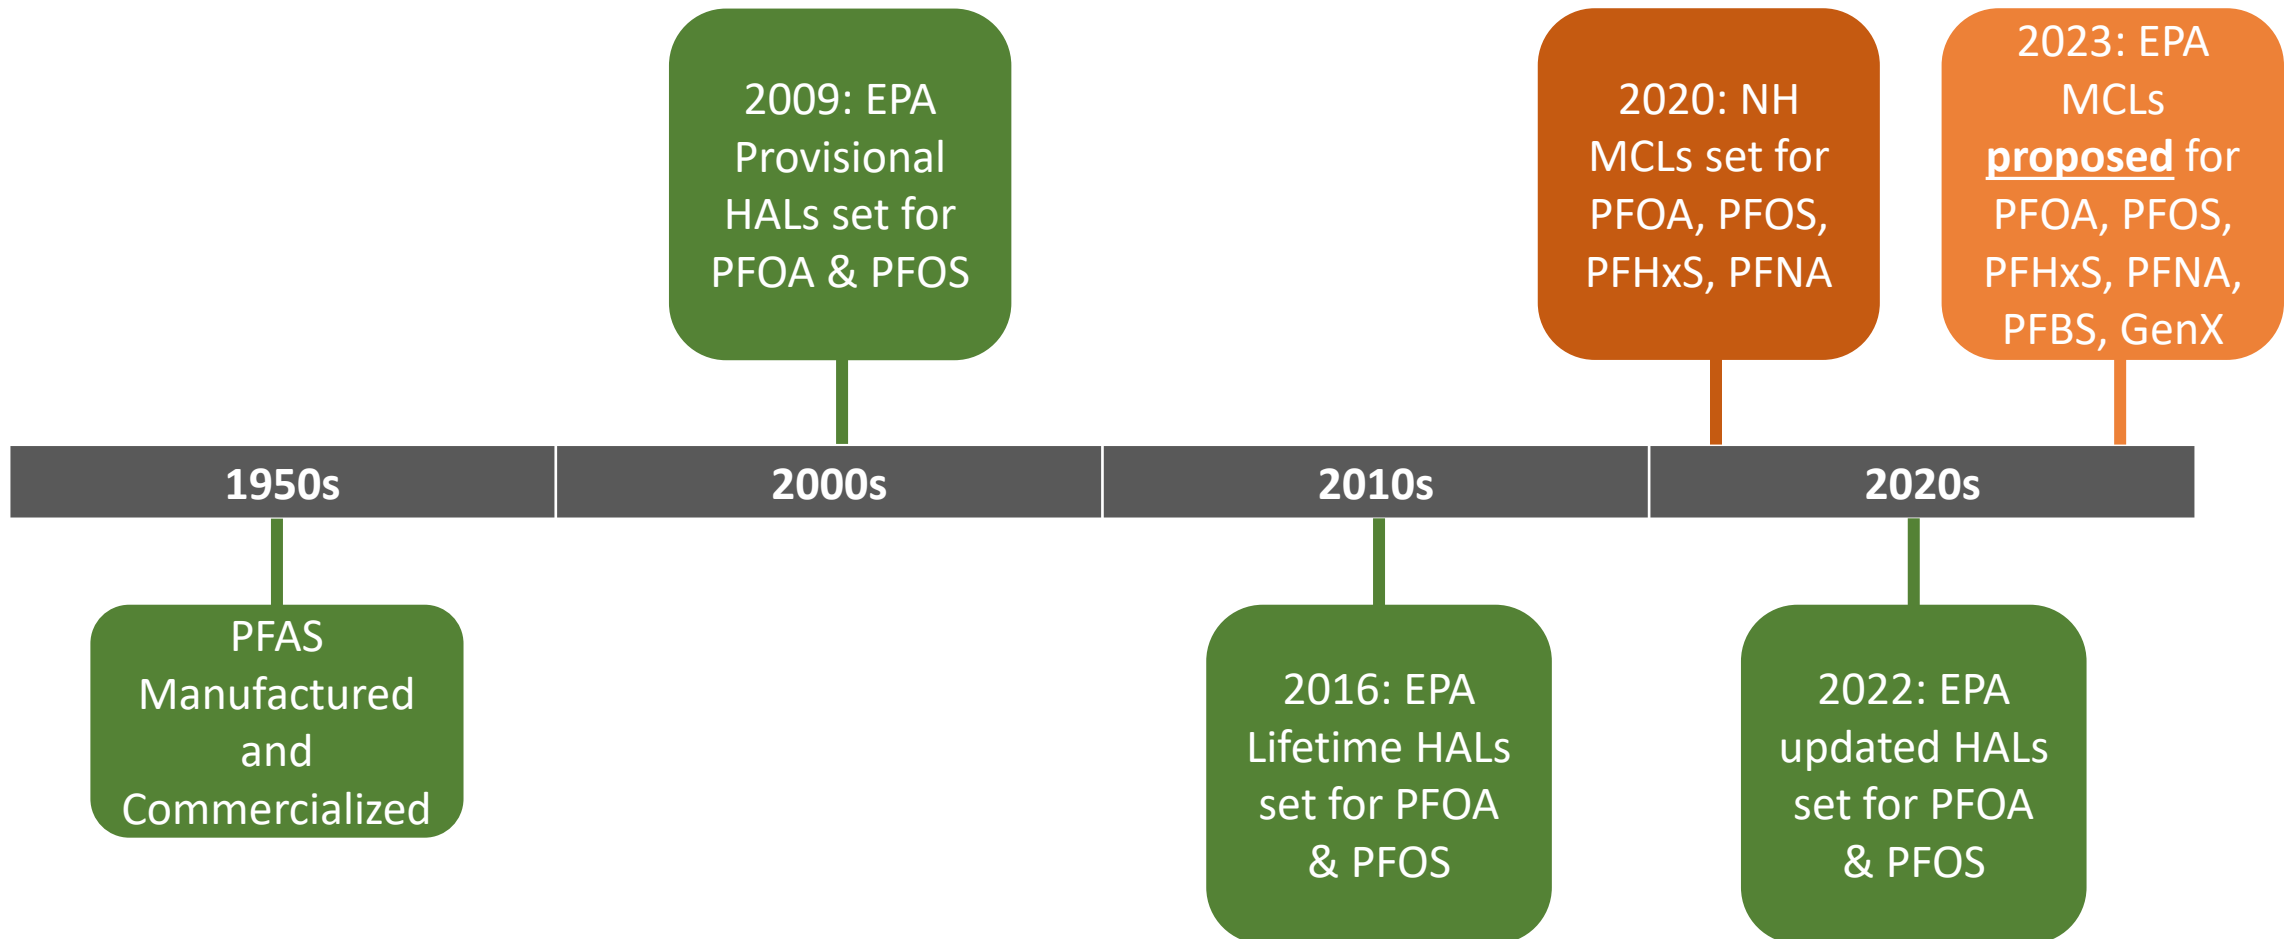 2009: EPA
Provisional
HALs set for
PFOA & PFOS
2020: NH
MCLs set for
PFOA, PFOS,
PFHxS, PFNA
2023: EPA
MCLs
proposed for
PFOA, PFOS,
PFHxS, PFNA,
PFBS, GenX
1950s
2000s
2010s
2020s
PFAS
Manufactured
and
Commercialized
2016: EPA
Lifetime HALs
set for PFOA
& PFOS
2022: EPA
updated HALs
set for PFOA
& PFOS